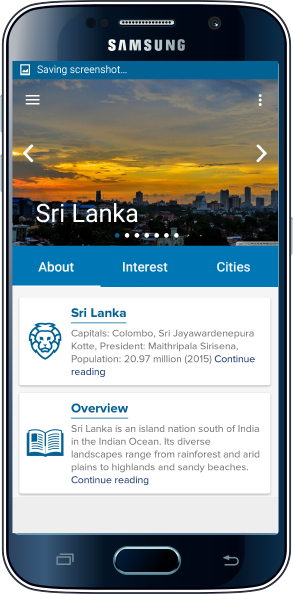 SAMSUNG
Saving screenshot...
Sri Lanka
About Interest Cities
Sri Lanka
Capitals: Colombo, Sri Jayawardenepura
Kotte, President: Maithripala Sirisena,
Population: 20.97 million (2015) Continue
reading
Overview
Sri Lanka is an island nation south of India
in the Indian Ocean. Its diverse
landscapes range from rainforest and arid
plains to highlands and sandy beaches.
Continue reading